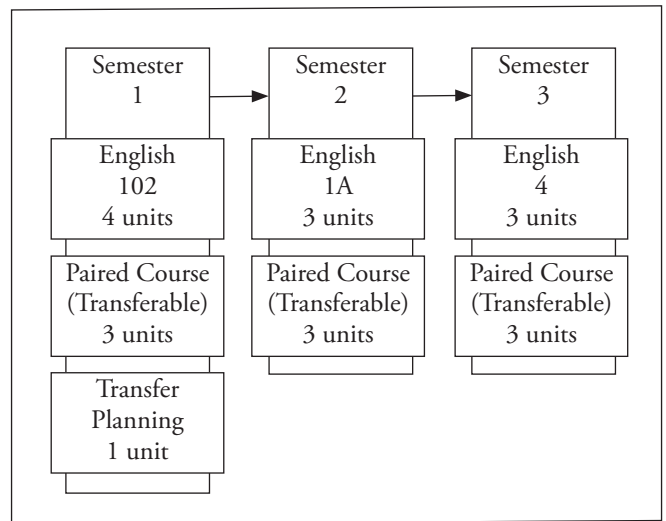 Semester
1
English
102
4 units
Paired Course
(Transferable)
3 units
Transfer
Planning
1 unit
Semester
2
English
1A
3 units
Paired Course
(Transferable)
3 units
Semester
3
English
4
3 units
Paired Course
(Transferable)
3 units